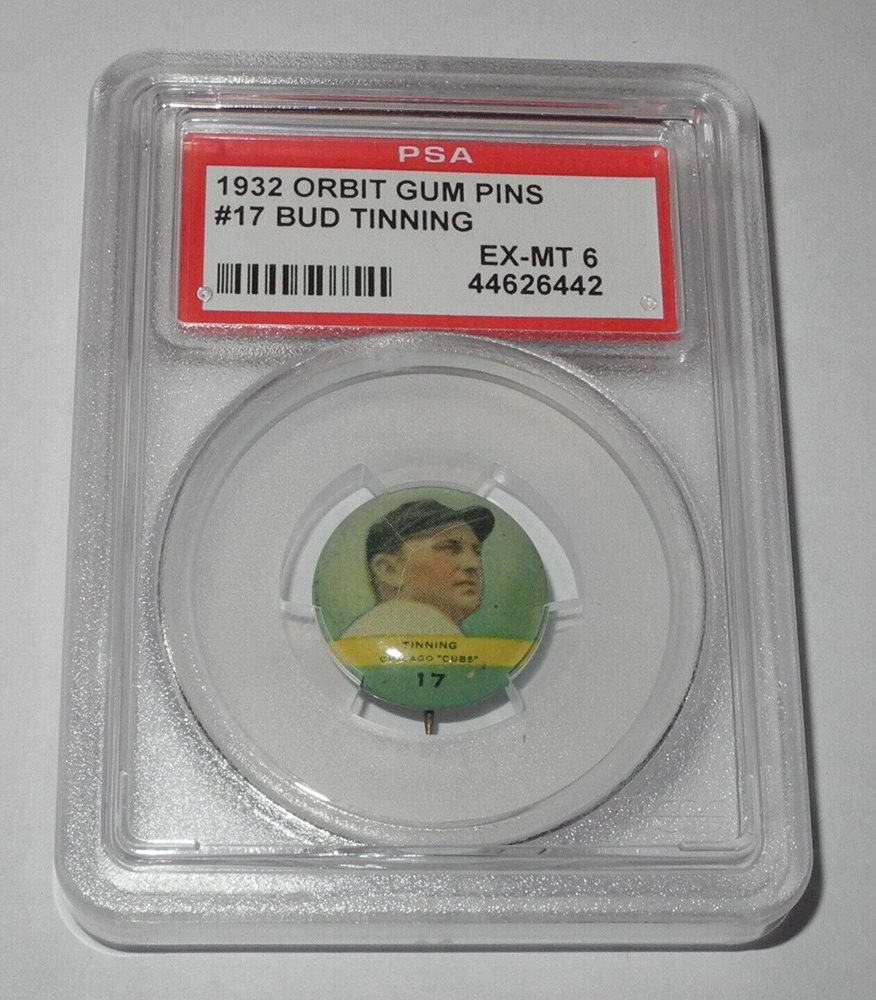 PSA
1932 ORBIT GUM PINS
#17 BUD TINNING
EX-MT 6
44626442
TINNING
CHICAGO "CUBS"
17